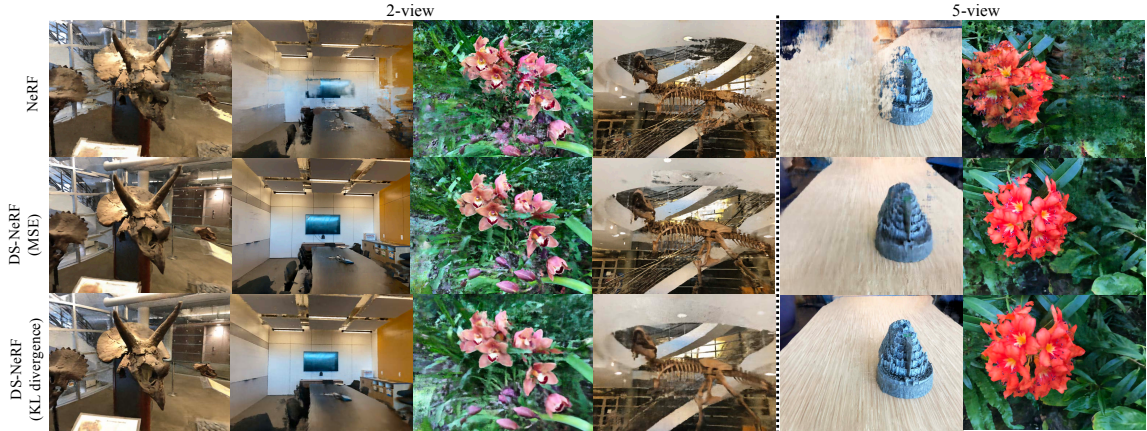 2-view
5-view
NeRF
DS-NeRF
(MSE)
DS-NeRF
(KL divergence)